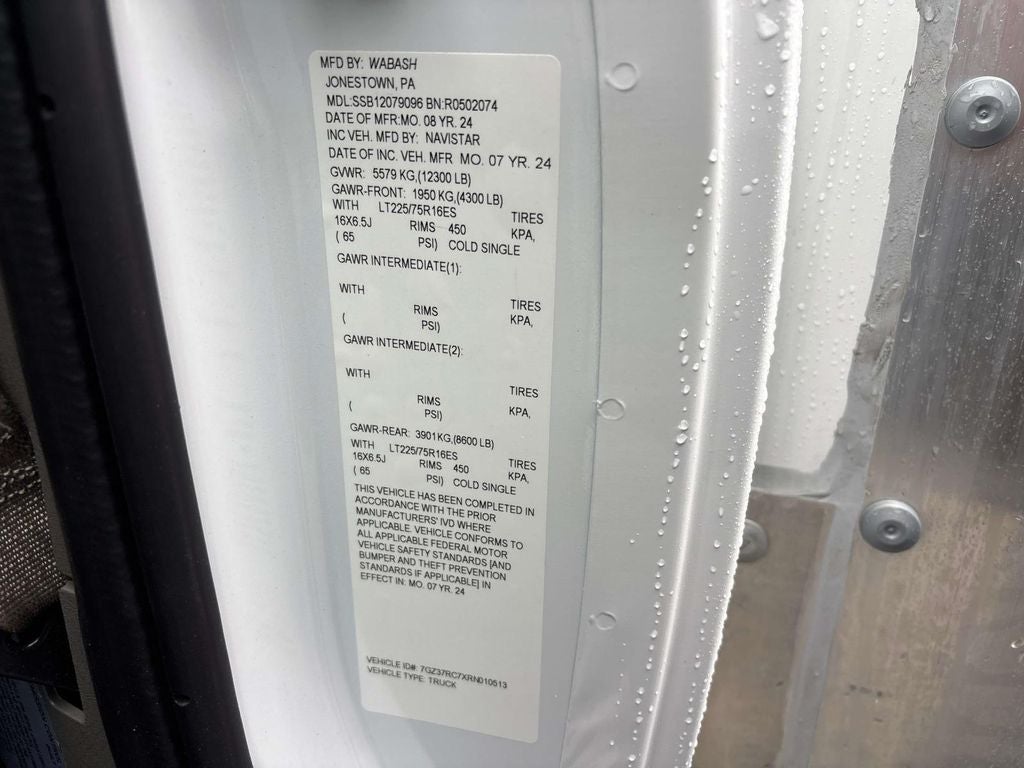 MFD BY: WABASH
JONESTOWN, PA
MDL:SSB12079096 BN:R0502074
DATE OF MFR:MO. 08 YR. 24
INC VEH. MFD BY: NAVISTAR
DATE OF INC. VEH. MFR MO. 07 YR. 24
GVWR: 5579 KG,(12300 LB)
GAWR-FRONT: 1950 KG,(4300 LB)
WITH LT225/75R16ES TIRES
16X6.5J RIMS 450 KPA,
( 65 PSI) COLD SINGLE
GAWR INTERMEDIATE(1):
WITH TIRES
RIMS KPA,
( PSI)
GAWR INTERMEDIATE(2):
WITH TIRES
RIMS KPA,
( PSI)
GAWR-REAR: 3901 KG,(8600 LB)
WITH LT225/75R16ES TIRES
16X6.5J RIMS 450 KPA,
( 65 PSI) COLD SINGLE
THIS VEHICLE HAS BEEN COMPLETED IN
ACCORDANCE WITH THE PRIOR
MANUFACTURERS' IVD WHERE
APPLICABLE. VEHICLE CONFORMS TO
ALL APPLICABLE FEDERAL MOTOR
VEHICLE SAFETY STANDARDS [AND
BUMPER AND THEFT PREVENTION
STANDARDS IF APPLICABLE] IN
EFFECT IN: MO. 07 YR. 24
VEHICLE ID#: 7GZ37RC7XRN010513
VEHICLE TYPE: TRUCK